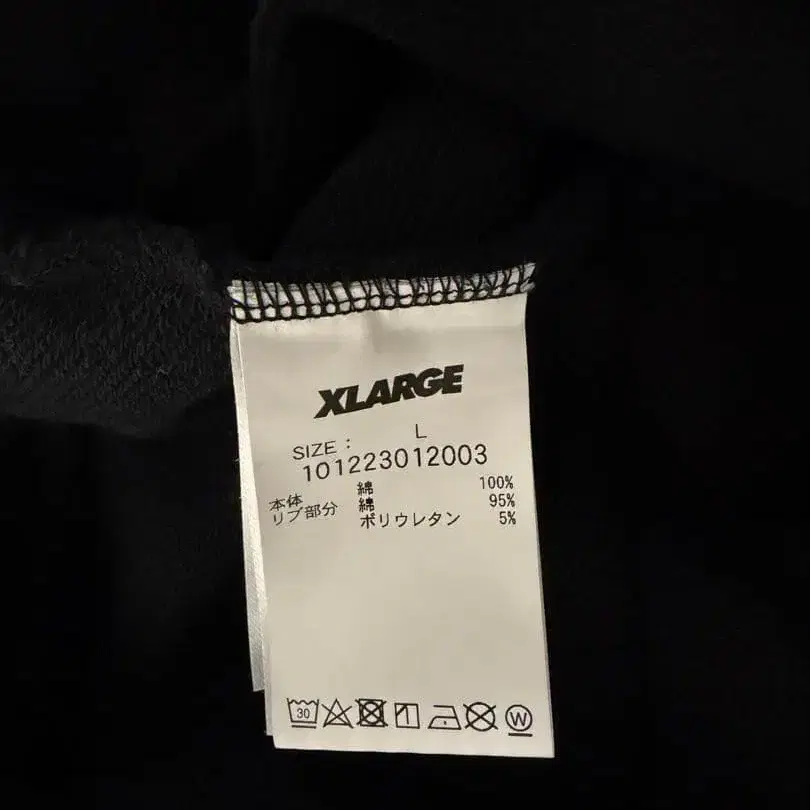 XLARGE
SIZE : L
101223012003
本体 綿 100%
リブ部分 綿 95%
ポリウレタン 5%
30 W